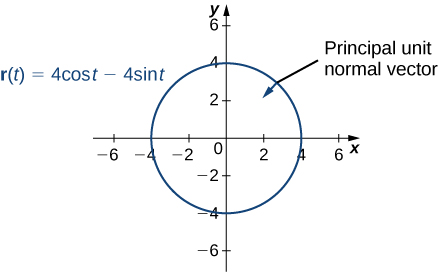 y
6
r(t) = 4cost − 4sint
4
Principal unit
normal vector
2
−6 −4 −2 0 2 4 6 x
−2
−4
−6